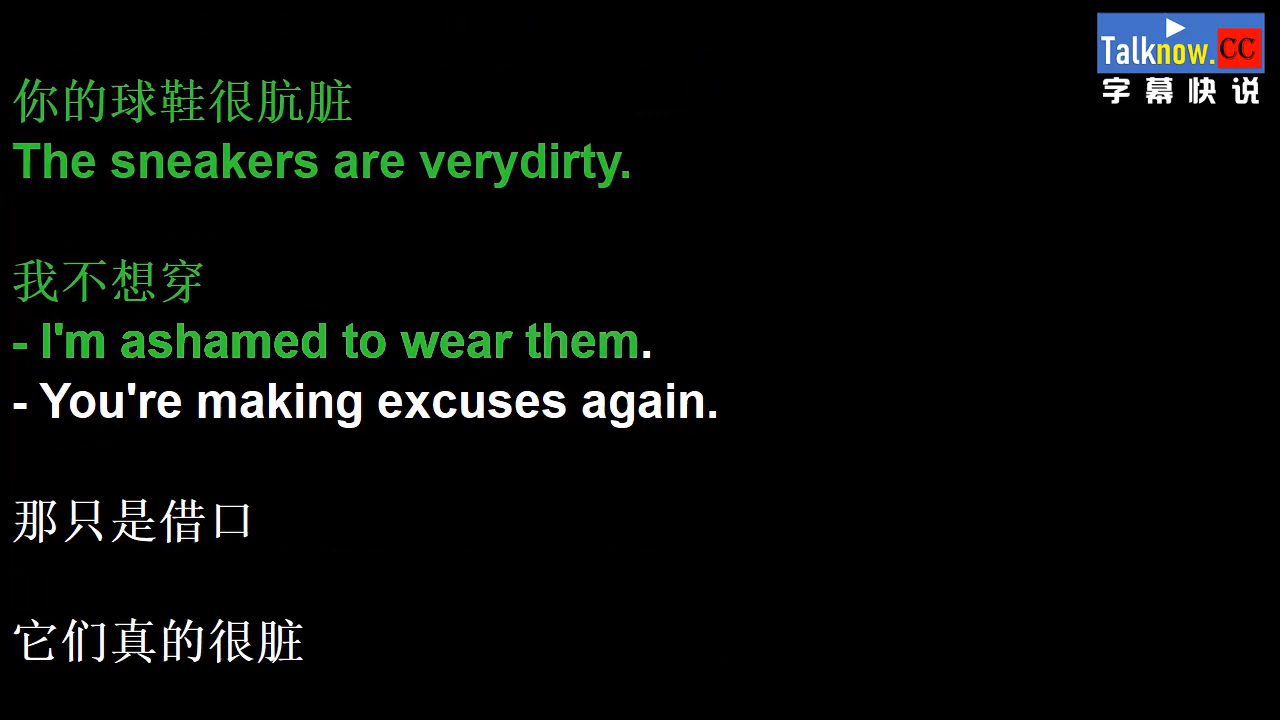 Talknow.CC
字幕快说
你的球鞋很肮脏
The sneakers are verydirty.
我不想穿
- I'm ashamed to wear them.
- You're making excuses again.
那只是借口
它们真的很脏